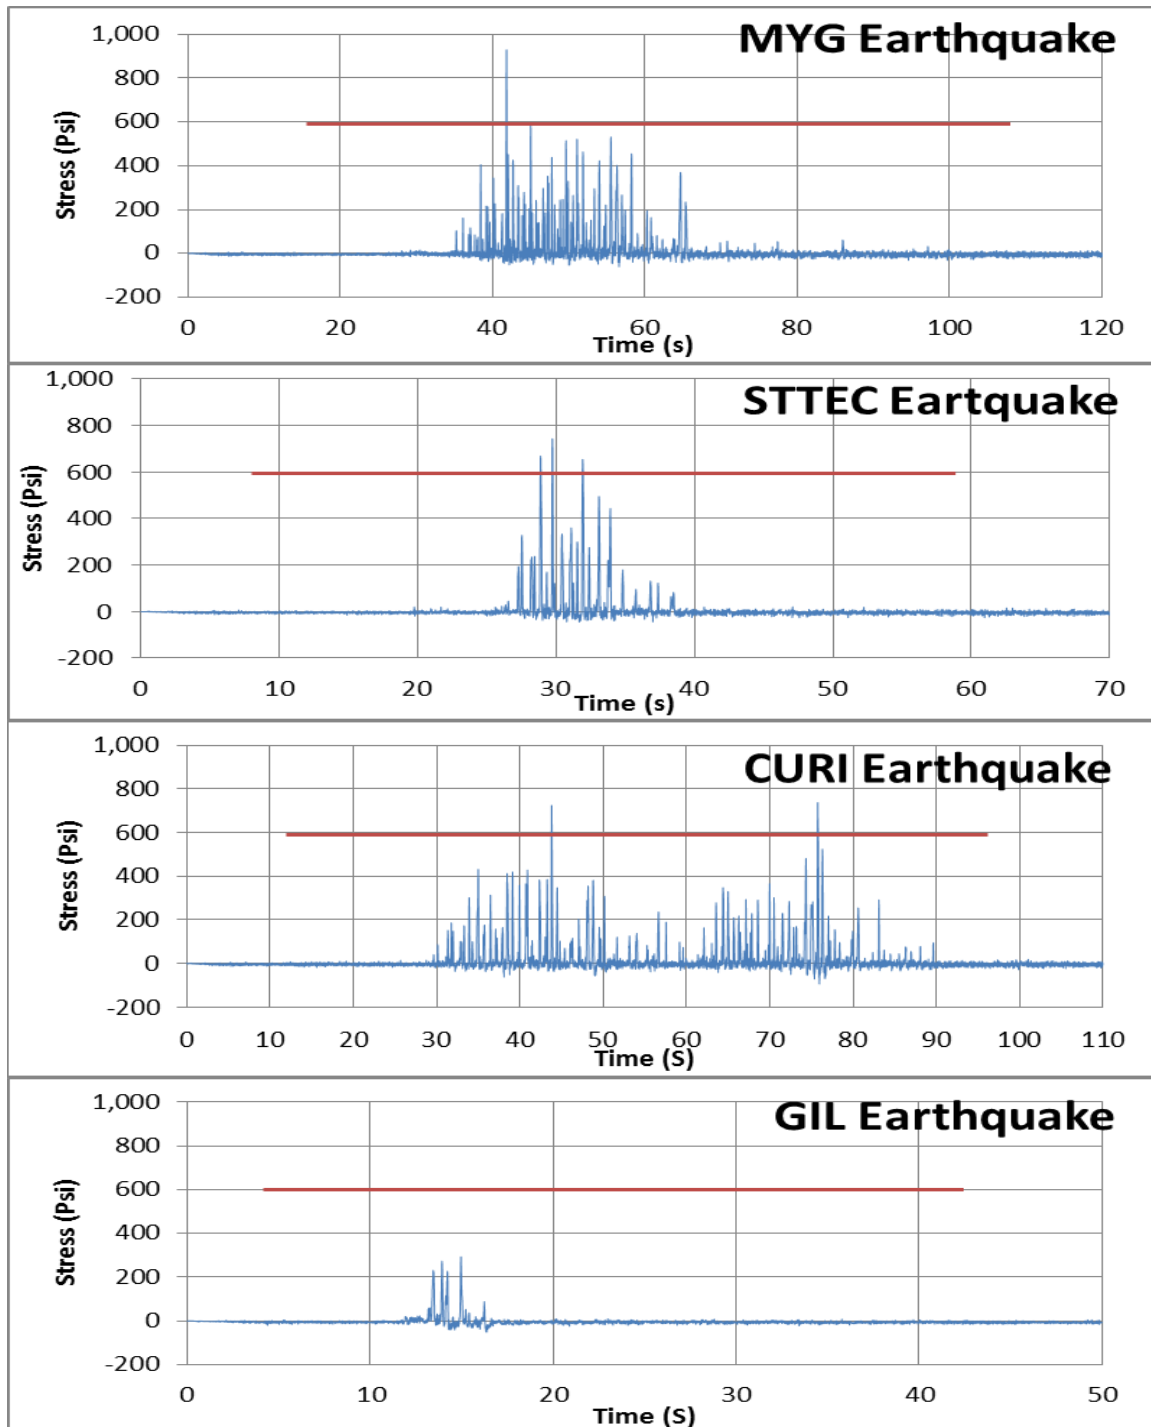 MYG Earthquake
1,000
800
600
400
200
0
-200
Stress (Psi)
0 20 40 60 80 100 120
Time (s)
STTEC Eartquake
1,000
800
600
400
200
0
-200
Stress (Psi)
0 10 20 30 40 50 60 70
Time (s)
CURI Earthquake
1,000
800
600
400
200
0
-200
Stress (Psi)
0 10 20 30 40 50 60 70 80 90 100 110
Time (S)
GIL Earthquake
1,000
800
600
400
200
0
-200
Stress (Psi)
0 10 20 30 40 50
Time (S)